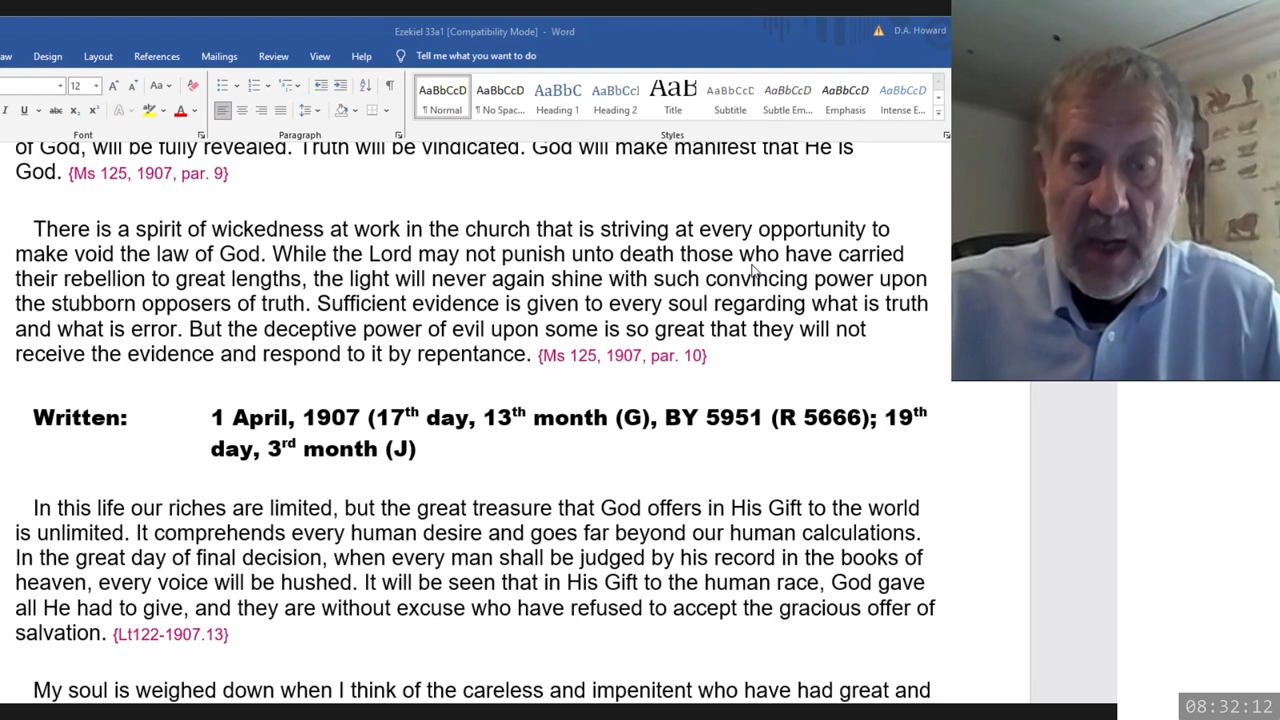 Ezekiel 33a1 [Compatibility Mode] - Word
D.A. Howard
aw Design Layout References Mailings Review View Help Tell me what you want to do
12 A A Aa
I U abc x₂ x² A A
AaBbCcD AaBbCcD AaBbC AaBbCcl AaB AaBbCcD AaBbCcD AaBbCcD AaBbCcD
¶ Normal ¶ No Spac... Heading 1 Heading 2 Title Subtitle Subtle Em... Emphasis Intense E...
Font Paragraph Styles
of God, will be fully revealed. Truth will be vindicated. God will make manifest that He is
God. {Ms 125, 1907, par. 9}
There is a spirit of wickedness at work in the church that is striving at every opportunity to
make void the law of God. While the Lord may not punish unto death those who have carried
their rebellion to great lengths, the light will never again shine with such convincing power upon
the stubborn opposers of truth. Sufficient evidence is given to every soul regarding what is truth
and what is error. But the deceptive power of evil upon some is so great that they will not
receive the evidence and respond to it by repentance. {Ms 125, 1907, par. 10}
Written: 1 April, 1907 (17th day, 13th month (G), BY 5951 (R 5666); 19th
day, 3rd month (J)
In this life our riches are limited, but the great treasure that God offers in His Gift to the world
is unlimited. It comprehends every human desire and goes far beyond our human calculations.
In the great day of final decision, when every man shall be judged by his record in the books of
heaven, every voice will be hushed. It will be seen that in His Gift to the human race, God gave
all He had to give, and they are without excuse who have refused to accept the gracious offer of
salvation. {Lt122-1907.13}
My soul is weighed down when I think of the careless and impenitent who have had great and
08:32:12